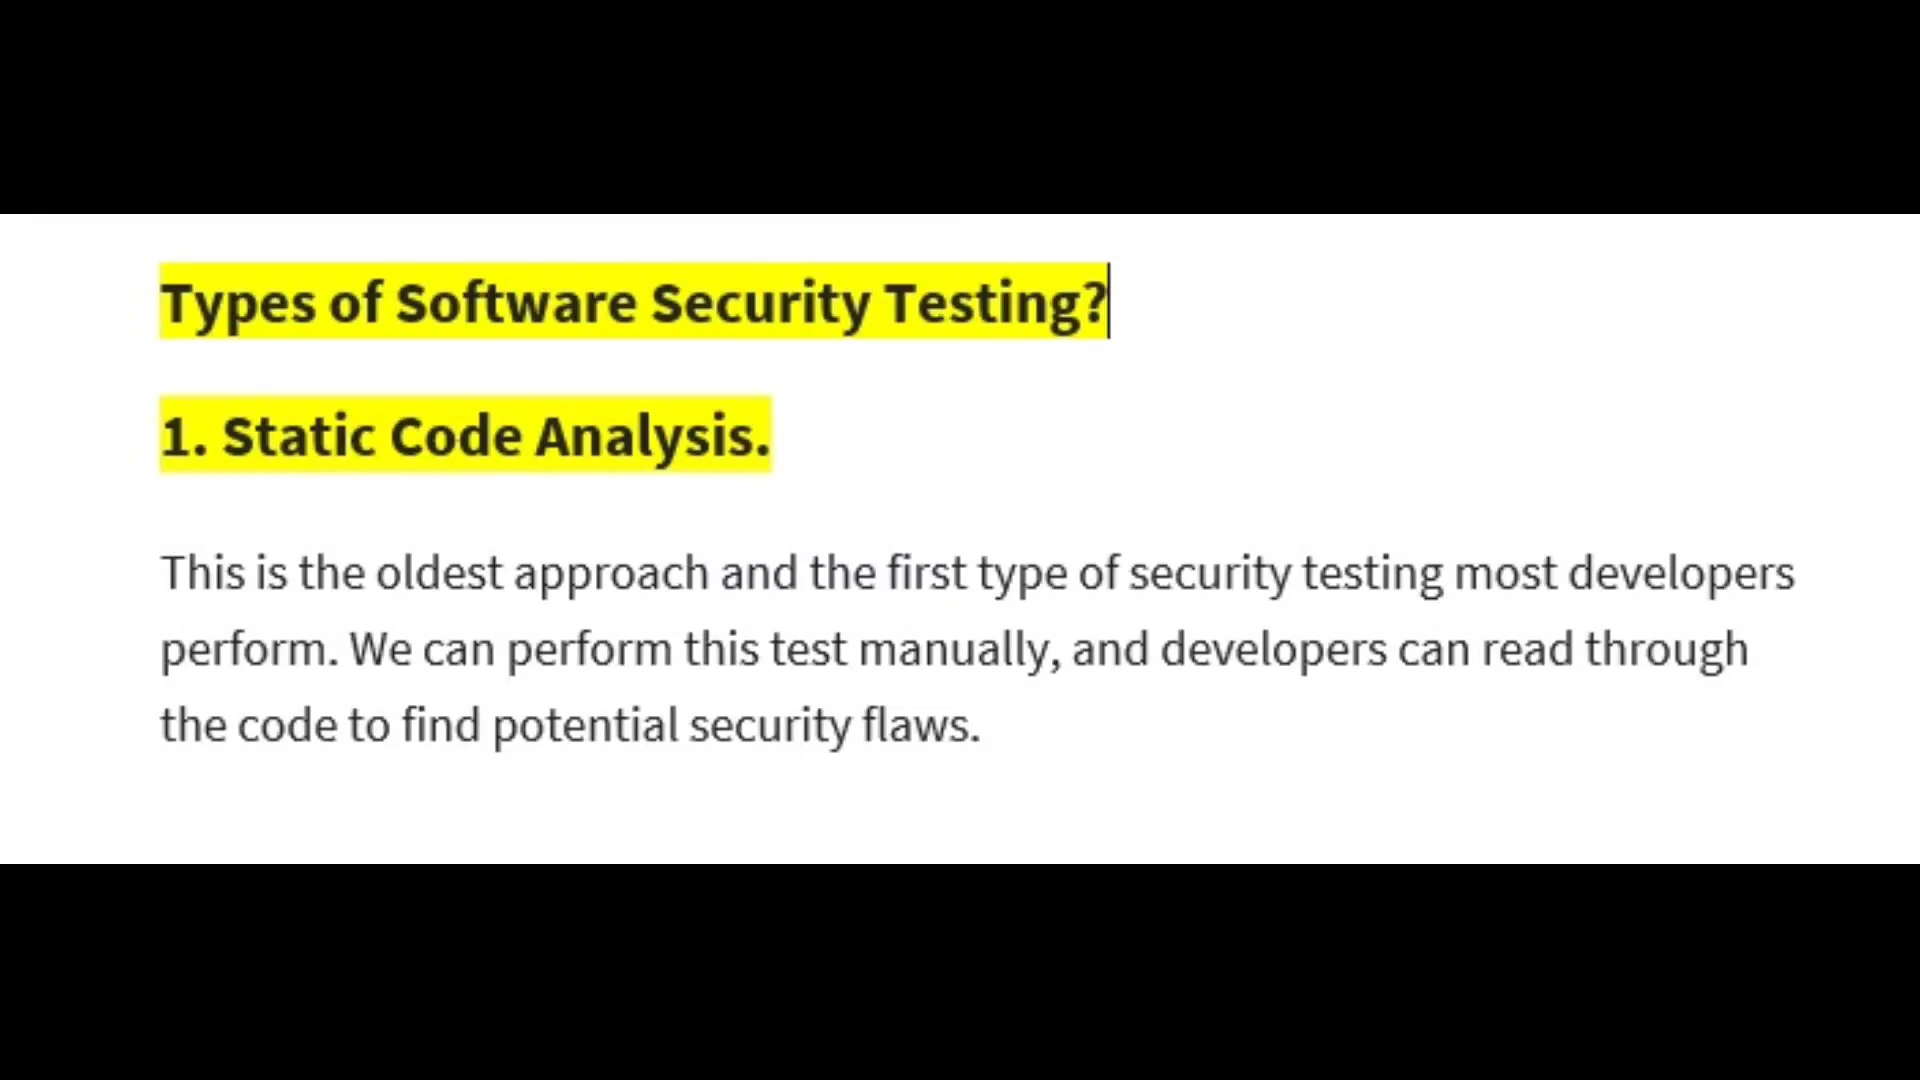 Types of Software Security Testing?
1. Static Code Analysis.
This is the oldest approach and the first type of security testing most developers
perform. We can perform this test manually, and developers can read through
the code to find potential security flaws.